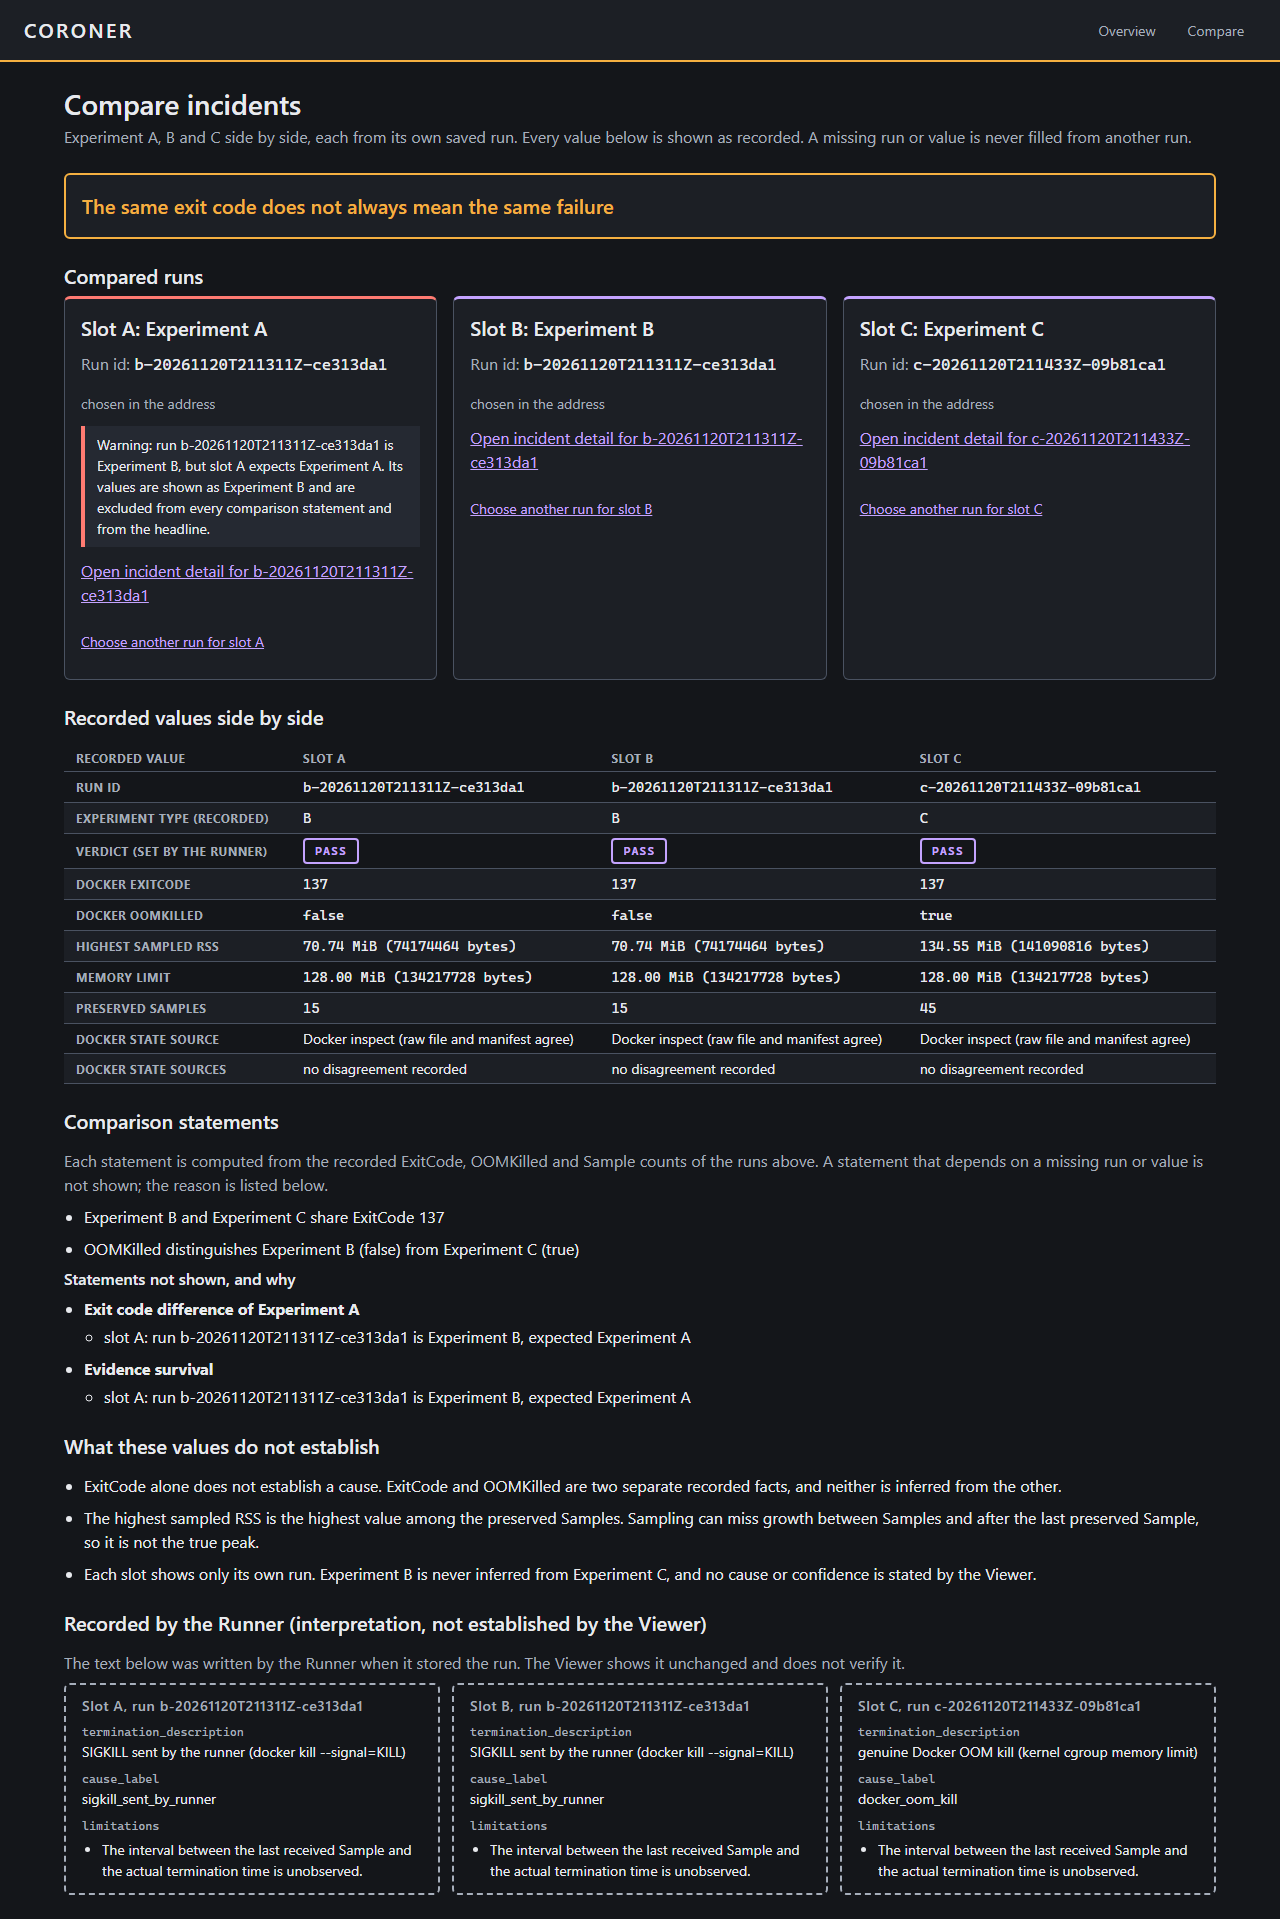 CORONER
Overview
Compare
Compare incidents
Experiment A, B and C side by side, each from its own saved run. Every value below is shown as recorded. A missing run or value is never filled from another run.
The same exit code does not always mean the same failure
Compared runs
Slot A: Experiment A
Run id: b-20261120T211311Z-ce313da1
chosen in the address
Warning: run b-20261120T211311Z-ce313da1 is
Experiment B, but slot A expects Experiment A. Its
values are shown as Experiment B and are
excluded from every comparison statement and
from the headline.
Open incident detail for b-20261120T211311Z-
ce313da1
Choose another run for slot A
Slot B: Experiment B
Run id: b-20261120T211311Z-ce313da1
chosen in the address
Open incident detail for b-20261120T211311Z-
ce313da1
Choose another run for slot B
Slot C: Experiment C
Run id: c-20261120T211433Z-09b81ca1
chosen in the address
Open incident detail for c-20261120T211433Z-
09b81ca1
Choose another run for slot C
Recorded values side by side
RECORDED VALUE SLOT A SLOT B SLOT C
RUN ID b-20261120T211311Z-ce313da1 b-20261120T211311Z-ce313da1 c-20261120T211433Z-09b81ca1
EXPERIMENT TYPE (RECORDED) B B C
VERDICT (SET BY THE RUNNER) PASS PASS PASS
DOCKER EXITCODE 137 137 137
DOCKER OOMKILLED false false true
HIGHEST SAMPLED RSS 70.74 MiB (74174464 bytes) 70.74 MiB (74174464 bytes) 134.55 MiB (141090816 bytes)
MEMORY LIMIT 128.00 MiB (134217728 bytes) 128.00 MiB (134217728 bytes) 128.00 MiB (134217728 bytes)
PRESERVED SAMPLES 15 15 45
DOCKER STATE SOURCE Docker inspect (raw file and manifest agree) Docker inspect (raw file and manifest agree) Docker inspect (raw file and manifest agree)
DOCKER STATE SOURCES no disagreement recorded no disagreement recorded no disagreement recorded
Comparison statements
Each statement is computed from the recorded ExitCode, OOMKilled and Sample counts of the runs above. A statement that depends on a missing run or value is
not shown; the reason is listed below.
• Experiment B and Experiment C share ExitCode 137
• OOMKilled distinguishes Experiment B (false) from Experiment C (true)
Statements not shown, and why
• Exit code difference of Experiment A
◦ slot A: run b-20261120T211311Z-ce313da1 is Experiment B, expected Experiment A
• Evidence survival
◦ slot A: run b-20261120T211311Z-ce313da1 is Experiment B, expected Experiment A
What these values do not establish
• ExitCode alone does not establish a cause. ExitCode and OOMKilled are two separate recorded facts, and neither is inferred from the other.
• The highest sampled RSS is the highest value among the preserved Samples. Sampling can miss growth between Samples and after the last preserved Sample,
so it is not the true peak.
• Each slot shows only its own run. Experiment B is never inferred from Experiment C, and no cause or confidence is stated by the Viewer.
Recorded by the Runner (interpretation, not established by the Viewer)
The text below was written by the Runner when it stored the run. The Viewer shows it unchanged and does not verify it.
Slot A, run b-20261120T211311Z-ce313da1
termination_description
SIGKILL sent by the runner (docker kill --signal=KILL)
cause_label
sigkill_sent_by_runner
limitations
• The interval between the last received Sample and
the actual termination time is unobserved.
Slot B, run b-20261120T211311Z-ce313da1
termination_description
SIGKILL sent by the runner (docker kill --signal=KILL)
cause_label
sigkill_sent_by_runner
limitations
• The interval between the last received Sample and
the actual termination time is unobserved.
Slot C, run c-20261120T211433Z-09b81ca1
termination_description
genuine Docker OOM kill (kernel cgroup memory limit)
cause_label
docker_oom_kill
limitations
• The interval between the last received Sample and
the actual termination time is unobserved.